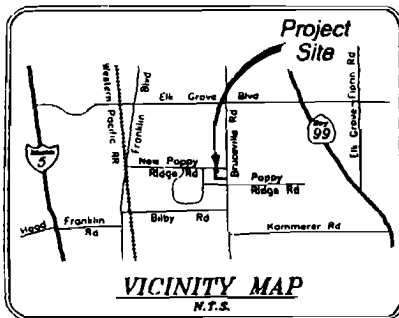 Project
Site
Western Pacific RR
Franklin
Blvd
Elk Grove Blvd
Bruceville Rd
Hwy
99
Elk Grove-Florin Rd
5
New Poppy
Ridge Rd
Poppy
Ridge Rd
Hood Franklin
Rd
Bilby Rd
Kammerer Rd
VICINITY MAP
N.T.S.